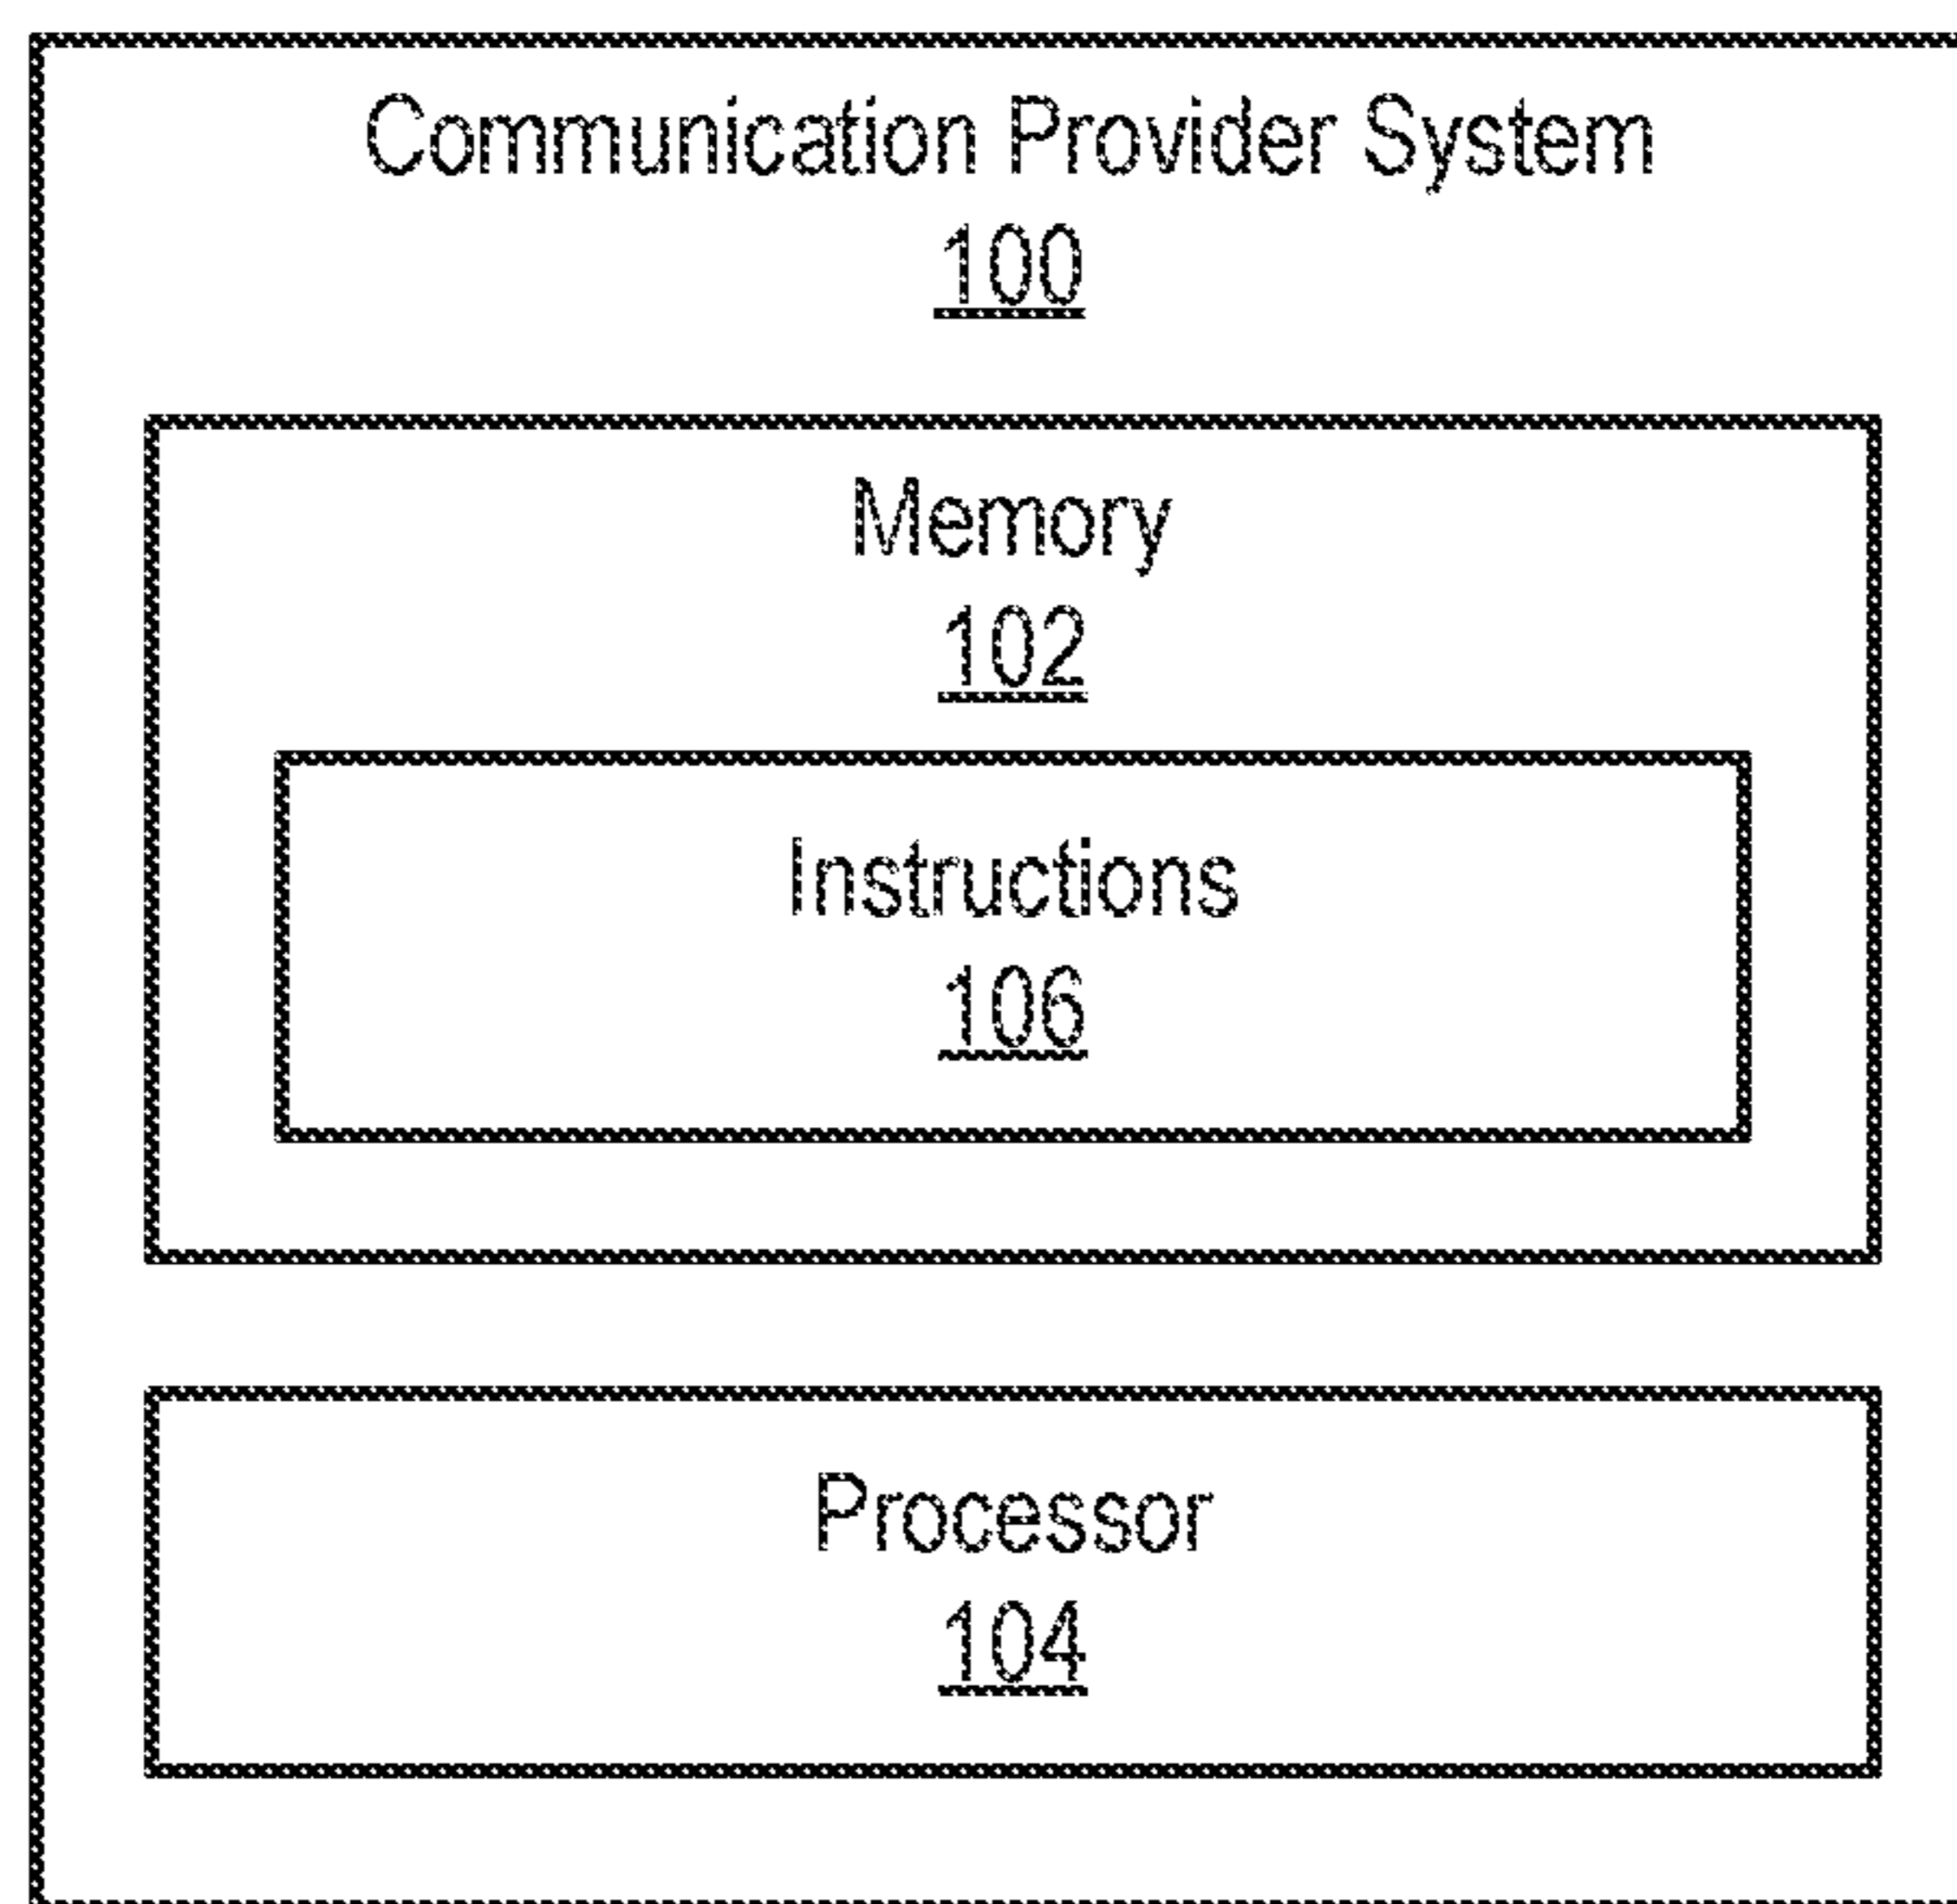 Communication Provider System
100
Memory
102
Instructions
106
Processor
104